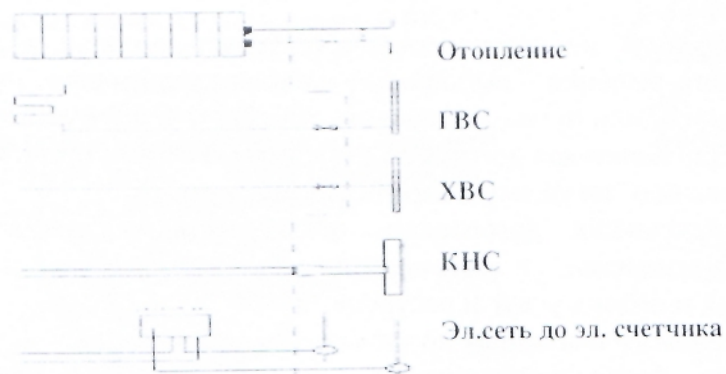 Отопление
ГВС
ХВС
КНС
Эл.сеть до эл. счетчика